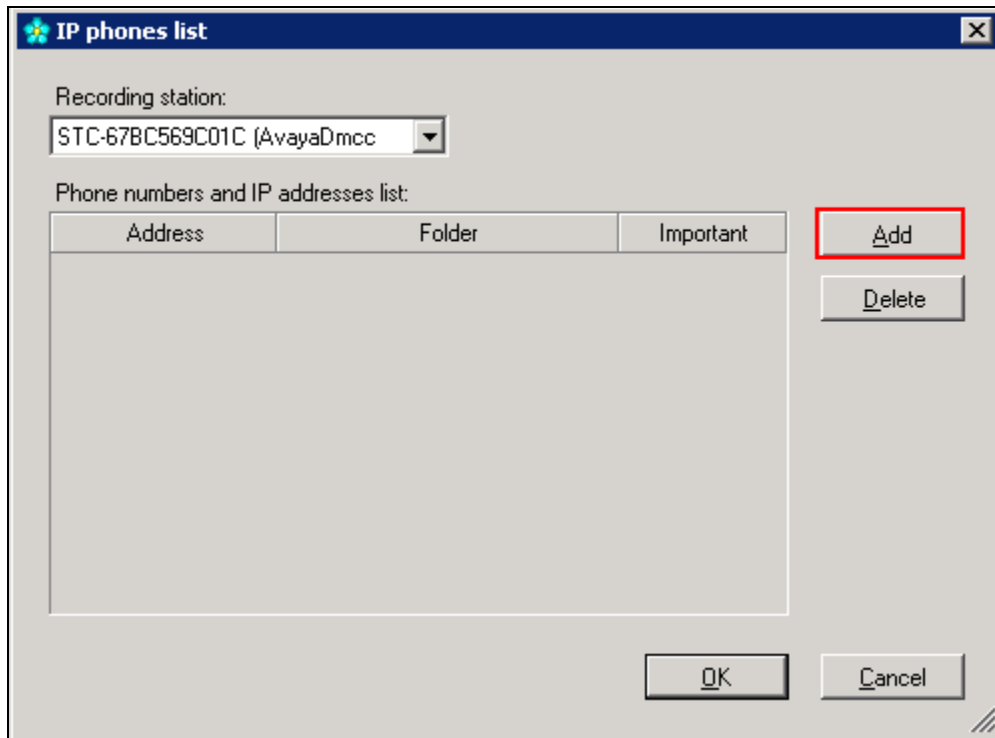 IP phones list
Recording station:
STC-67BC569C01C (AvayaDmcc
Phone numbers and IP addresses list:
Address Folder Important
Add
Delete
OK Cancel